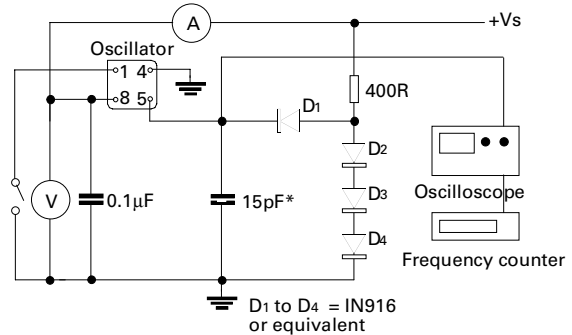 A
+Vs
Oscillator
1 4
8 5
400R
D1
D2
D3
D4
V
0.1µF
15pF*
Oscilloscope
Frequency counter
D1 to D4 = IN916
or equivalent